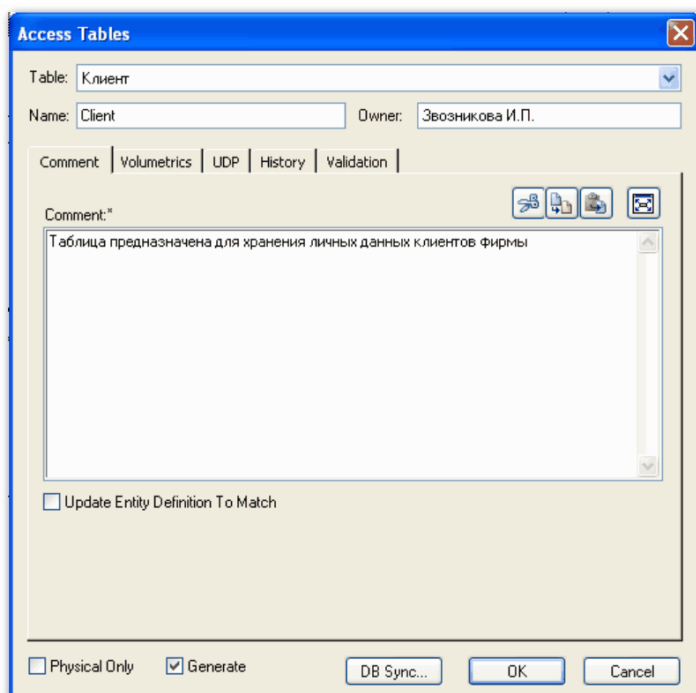 Access Tables
Table: Клиент
Name: Client Owner: Звозникова И.П.
Comment Volumetrics UDP History Validation
Comment:*
Таблица предназначена для хранения личных данных клиентов фирмы
Update Entity Definition To Match
Physical Only Generate DB Sync... OK Cancel